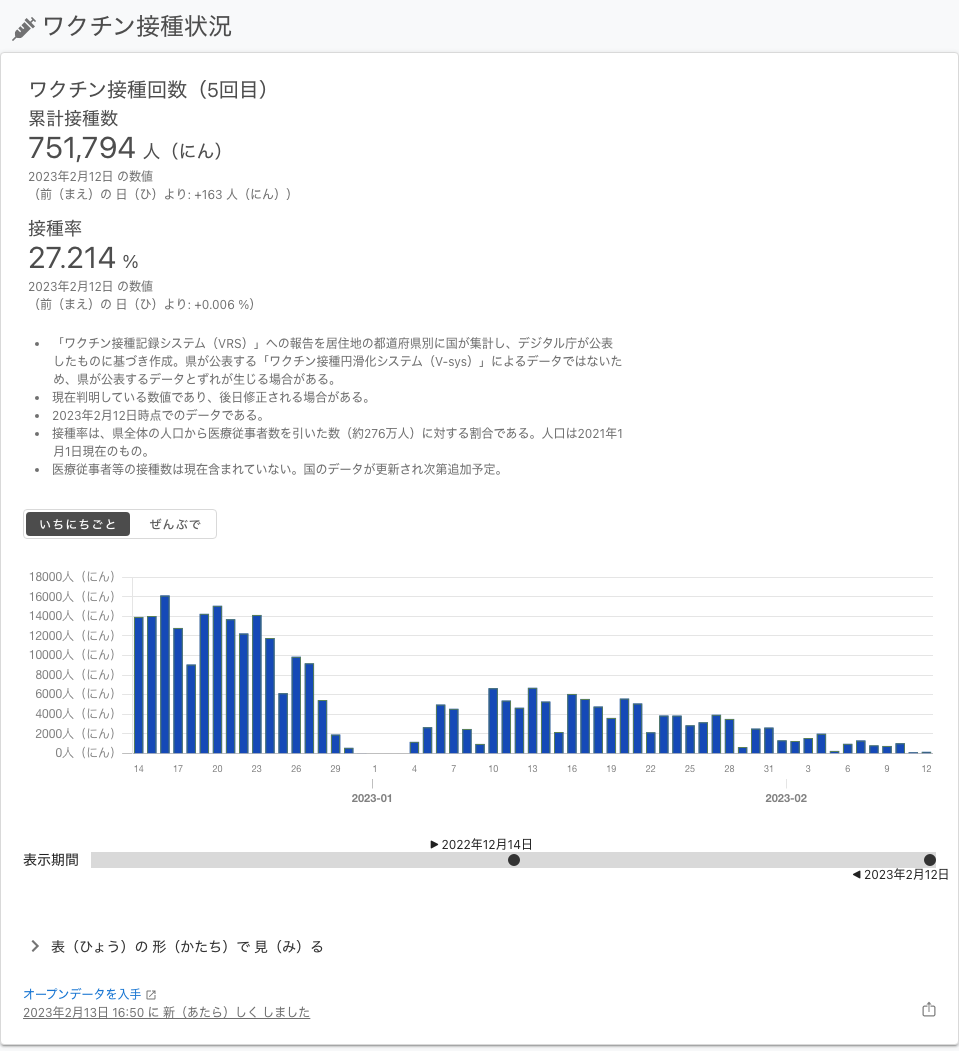 ワクチン接種状況
ワクチン接種回数（5回目）
累計接種数
751,794 人（にん）
2023年2月12日 の数値
（前（まえ）の 日（ひ）より: +163 人（にん））
接種率
27.214 %
2023年2月12日 の数値
（前（まえ）の 日（ひ）より: +0.006 %）
• 「ワクチン接種記録システム（VRS）」への報告を居住地の都道府県別に国が集計し、デジタル庁が公表
したものに基づき作成。県が公表する「ワクチン接種円滑化システム（V-sys）」によるデータではないた
め、県が公表するデータとずれが生じる場合がある。
• 現在判明している数値であり、後日修正される場合がある。
• 2023年2月12日時点でのデータである。
• 接種率は、県全体の人口から医療従事者数を引いた数（約276万人）に対する割合である。人口は2021年1
月1日現在のもの。
• 医療従事者等の接種数は現在含まれていない。国のデータが更新され次第追加予定。
いちにちごと ぜんぶで
18000人（にん）
16000人（にん）
14000人（にん）
12000人（にん）
10000人（にん）
8000人（にん）
6000人（にん）
4000人（にん）
2000人（にん）
0人（にん）
14 17 20 23 26 29 1 4 7 10 13 16 19 22 25 28 31 3 6 9 12
2023-01 2023-02
▶ 2022年12月14日
表示期間
◀ 2023年2月12日
表（ひょう）の 形（かたち）で 見（み）る
オープンデータを入手
2023年2月13日 16:50 に 新（あたら）しく しました